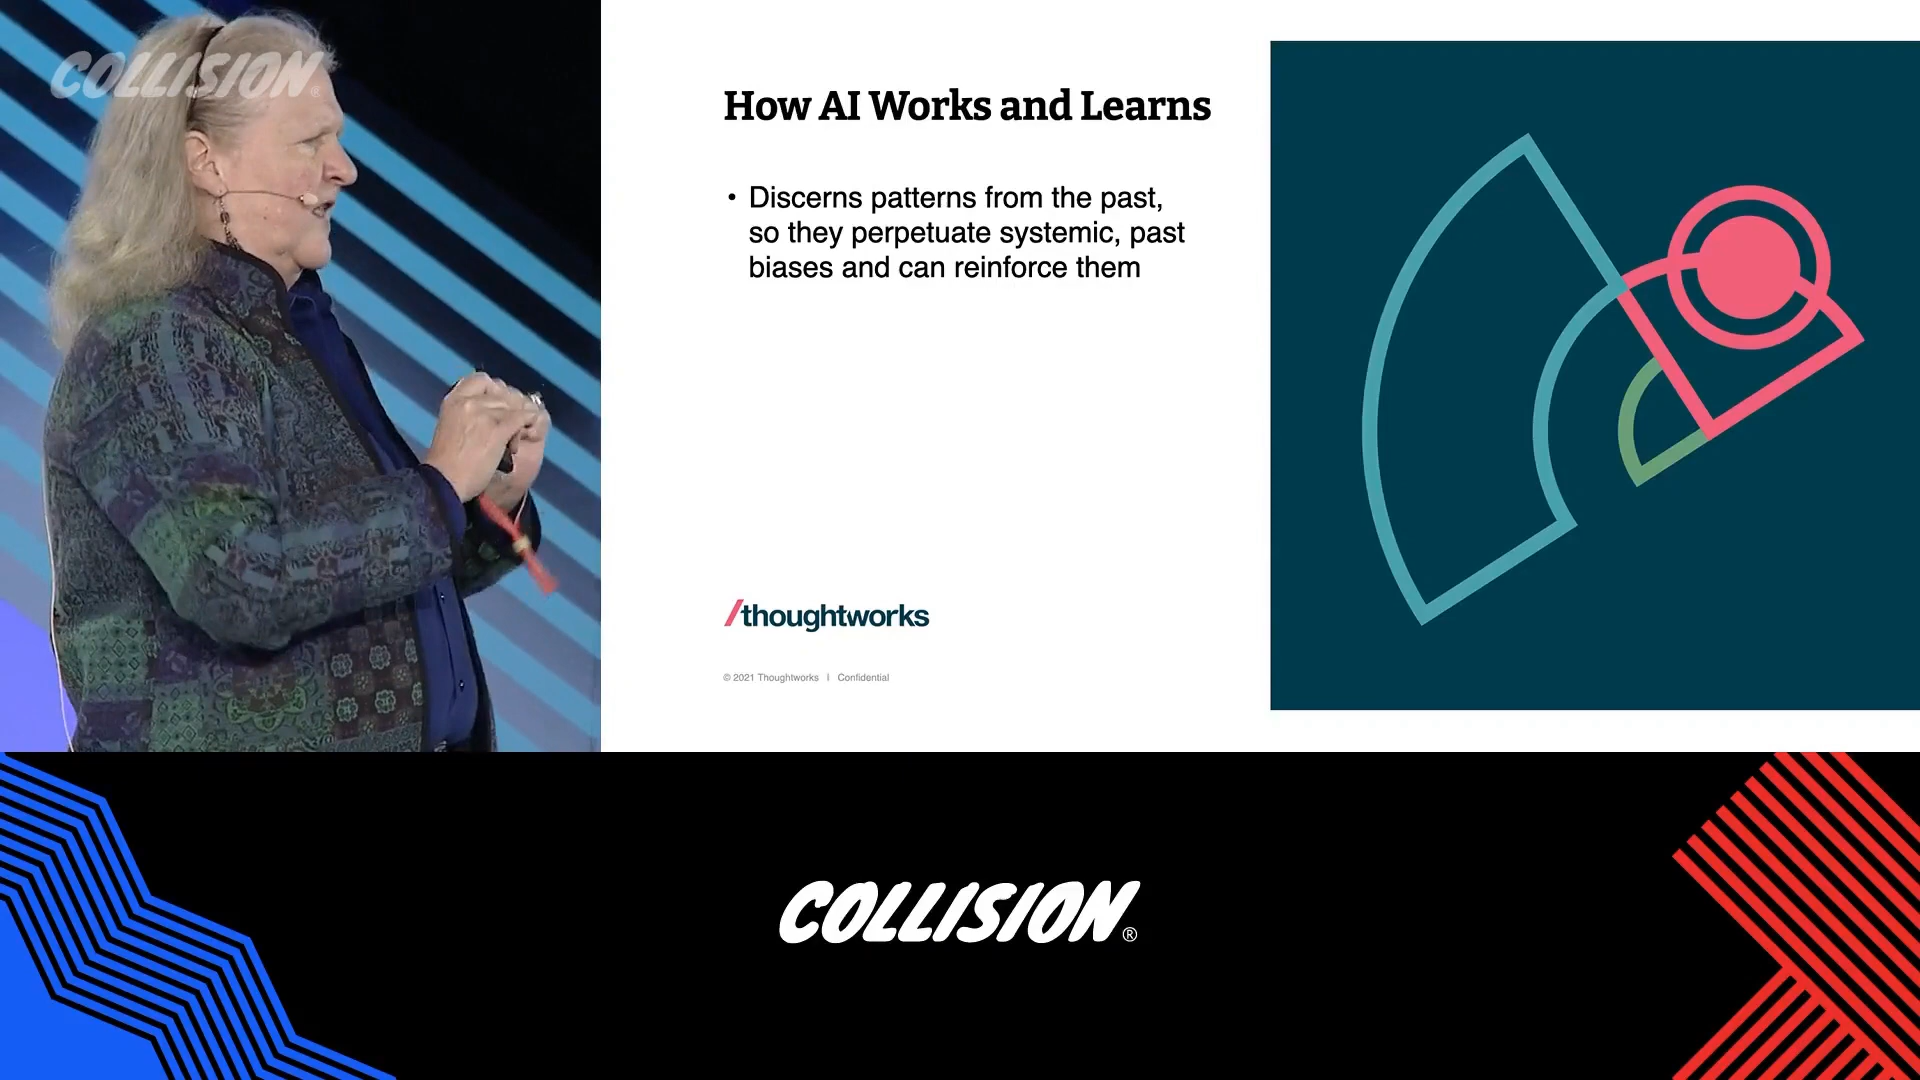 COLLISION®
How AI Works and Learns
• Discerns patterns from the past,
so they perpetuate systemic, past
biases and can reinforce them
/thoughtworks
© 2021 Thoughtworks | Confidential
COLLISION®